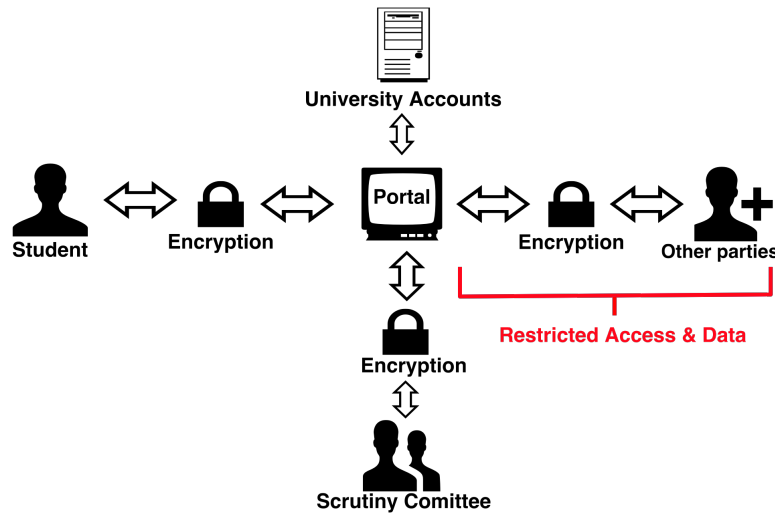 University Accounts
Portal
Student
Encryption
Encryption
Other parties
Restricted Access & Data
Encryption
Scrutiny Comittee